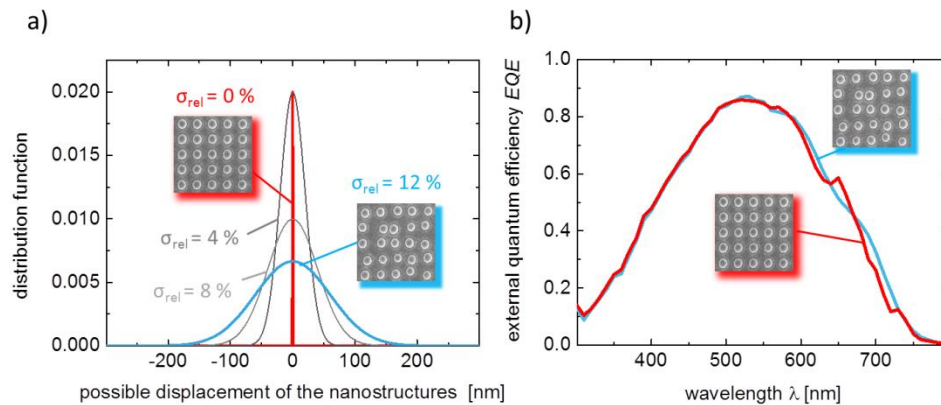 a)
distribution function
0.020
0.015
0.010
0.005
0.000
σrel = 0 %
σrel = 12 %
σrel = 4 %
σrel = 8 %
-200
-100
0
100
200
possible displacement of the nanostructures [nm]
b)
external quantum efficiency EQE
1.0
0.8
0.6
0.4
0.2
0.0
400
500
600
700
wavelength λ [nm]